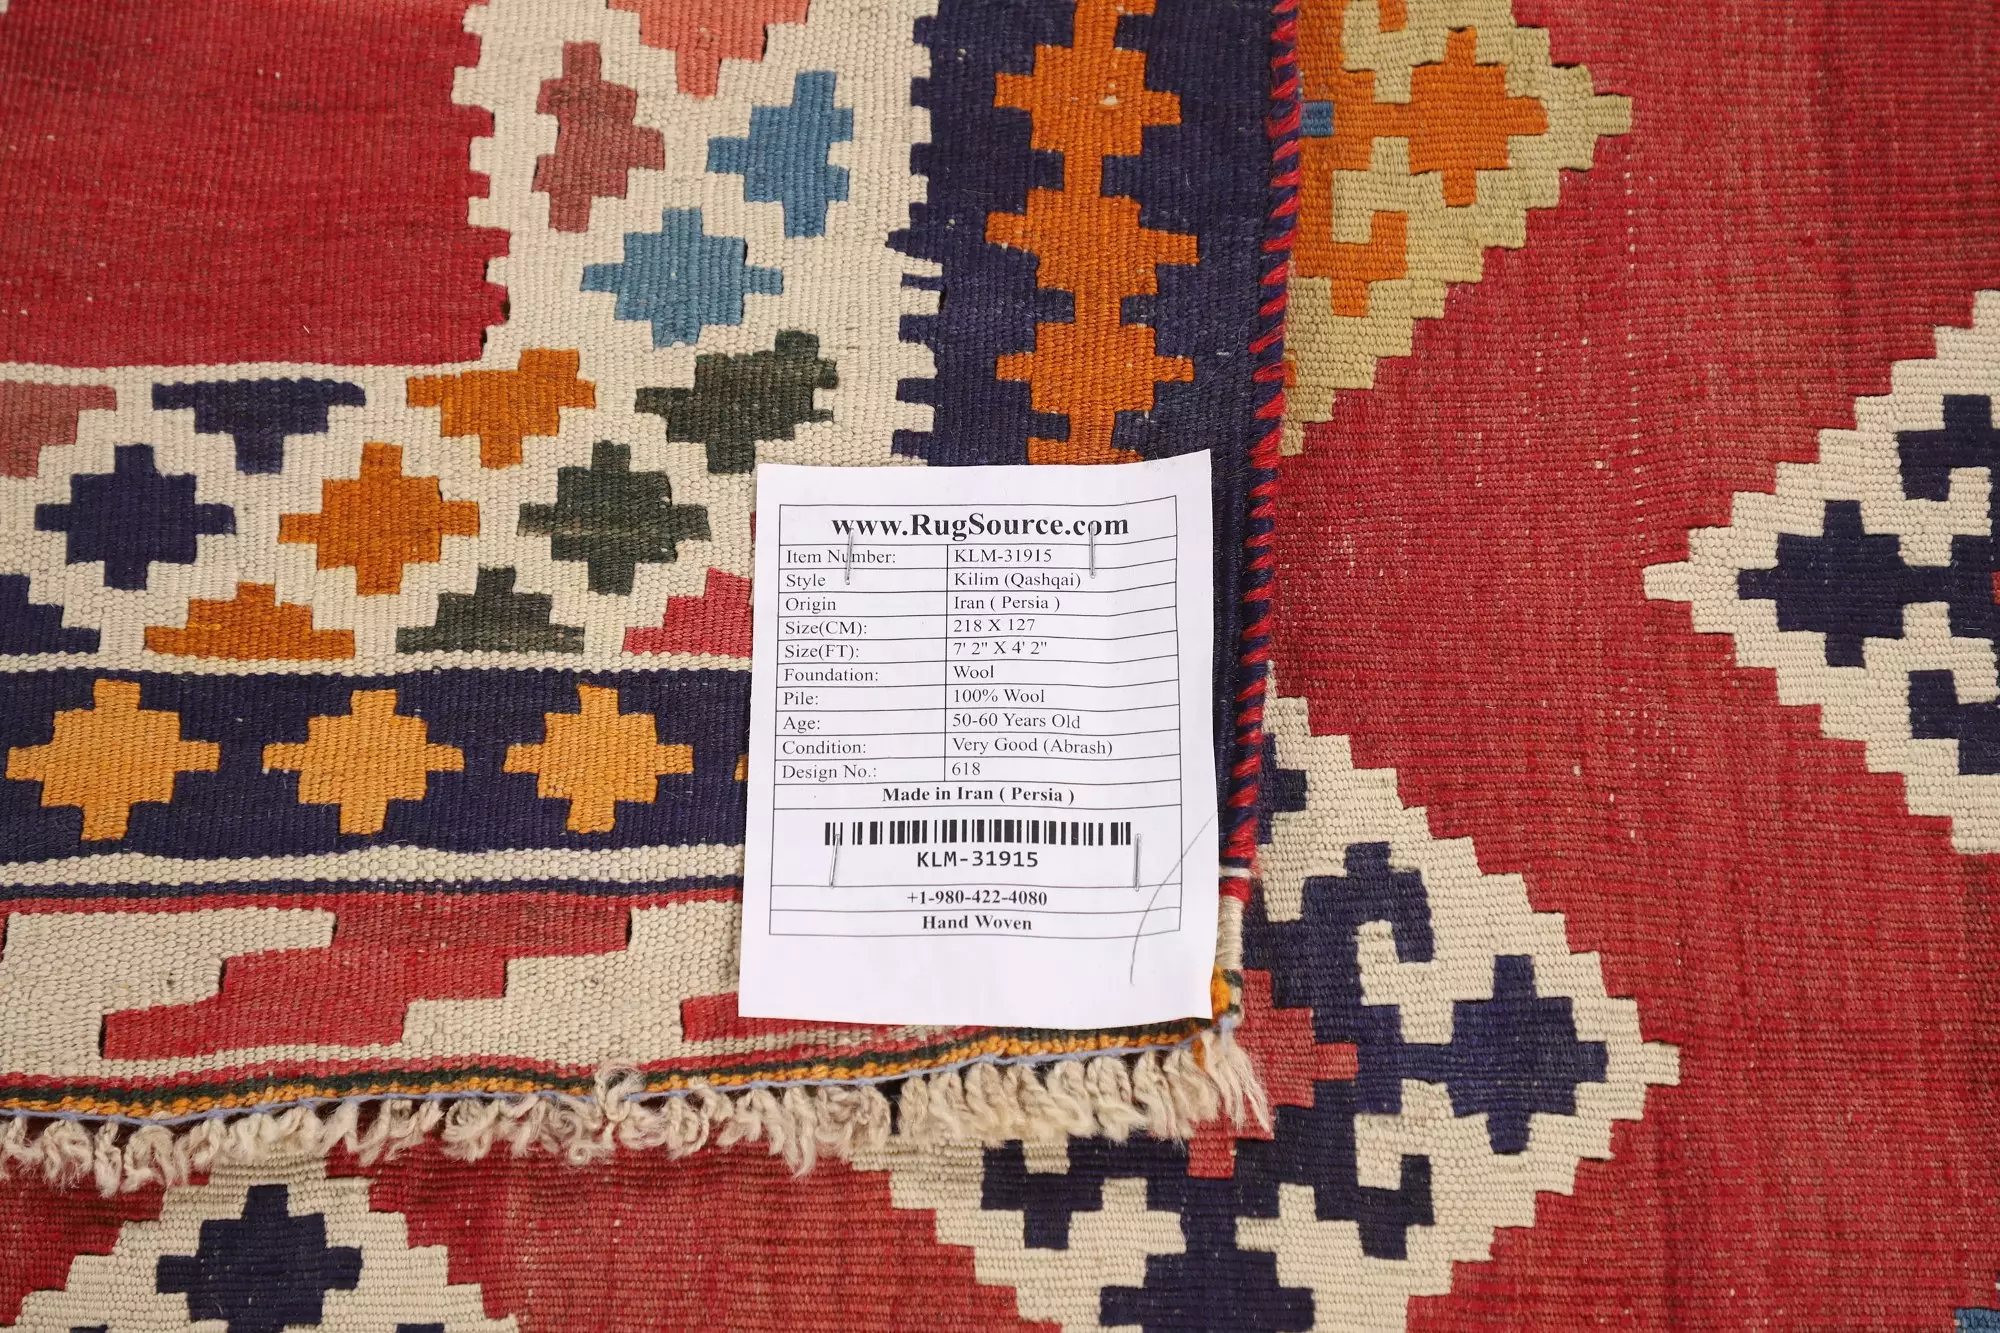 www.RugSource.com
Item Number: KLM-31915
Style Kilim (Qashqai)
Origin Iran ( Persia )
Size(CM): 218 X 127
Size(FT): 7' 2" X 4' 2"
Foundation: Wool
Pile: 100% Wool
Age: 50-60 Years Old
Condition: Very Good (Abrash)
Design No.: 618
Made in Iran ( Persia )
KLM-31915
+1-980-422-4080
Hand Woven